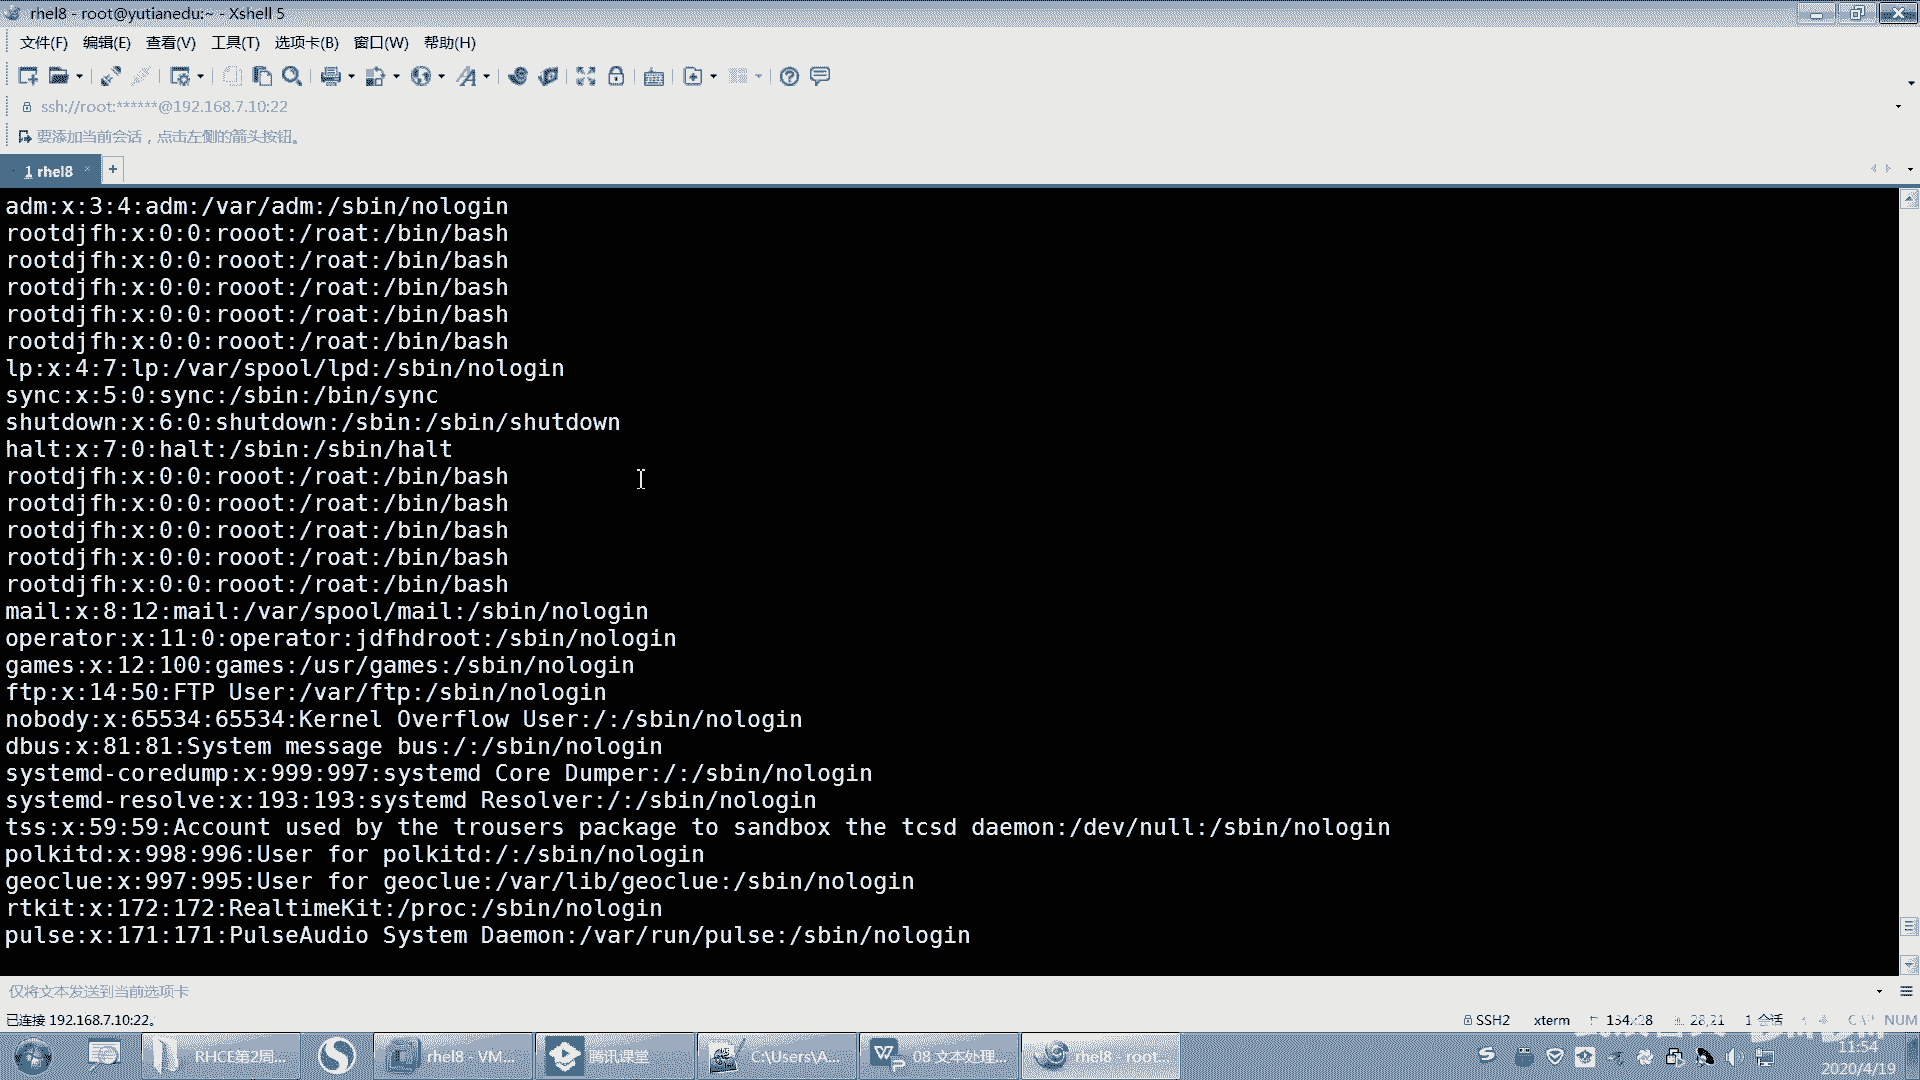 rhel8 - root@yutianedu:~ - Xshell 5
文件(F) 编辑(E) 查看(V) 工具(T) 选项卡(B) 窗口(W) 帮助(H)
ssh://root:******@192.168.7.10:22
要添加当前会话，点击左侧的箭头按钮。
1 rhel8
adm:x:3:4:adm:/var/adm:/sbin/nologin
rootdjfh:x:0:0:rooot:/roat:/bin/bash
rootdjfh:x:0:0:rooot:/roat:/bin/bash
rootdjfh:x:0:0:rooot:/roat:/bin/bash
rootdjfh:x:0:0:rooot:/roat:/bin/bash
rootdjfh:x:0:0:rooot:/roat:/bin/bash
lp:x:4:7:lp:/var/spool/lpd:/sbin/nologin
sync:x:5:0:sync:/sbin:/bin/sync
shutdown:x:6:0:shutdown:/sbin:/sbin/shutdown
halt:x:7:0:halt:/sbin:/sbin/halt
rootdjfh:x:0:0:rooot:/roat:/bin/bash
rootdjfh:x:0:0:rooot:/roat:/bin/bash
rootdjfh:x:0:0:rooot:/roat:/bin/bash
rootdjfh:x:0:0:rooot:/roat:/bin/bash
rootdjfh:x:0:0:rooot:/roat:/bin/bash
mail:x:8:12:mail:/var/spool/mail:/sbin/nologin
operator:x:11:0:operator:jdfhdroot:/sbin/nologin
games:x:12:100:games:/usr/games:/sbin/nologin
ftp:x:14:50:FTP User:/var/ftp:/sbin/nologin
nobody:x:65534:65534:Kernel Overflow User:/:/sbin/nologin
dbus:x:81:81:System message bus:/:/sbin/nologin
systemd-coredump:x:999:997:systemd Core Dumper:/:/sbin/nologin
systemd-resolve:x:193:193:systemd Resolver:/:/sbin/nologin
tss:x:59:59:Account used by the trousers package to sandbox the tcsd daemon:/dev/null:/sbin/nologin
polkitd:x:998:996:User for polkitd:/:/sbin/nologin
geoclue:x:997:995:User for geoclue:/var/lib/geoclue:/sbin/nologin
rtkit:x:172:172:RealtimeKit:/proc:/sbin/nologin
pulse:x:171:171:PulseAudio System Daemon:/var/run/pulse:/sbin/nologin
仅将文本发送到当前选项卡
已连接 192.168.7.10:22。 SSH2 xterm 154x28 28,21 1 会话 NUM
RHCE第2周... rhel8 - VM... 腾讯课堂 C:\Users\A... 08 文本处理... rhel8 - root... 11:54
2020/4/19